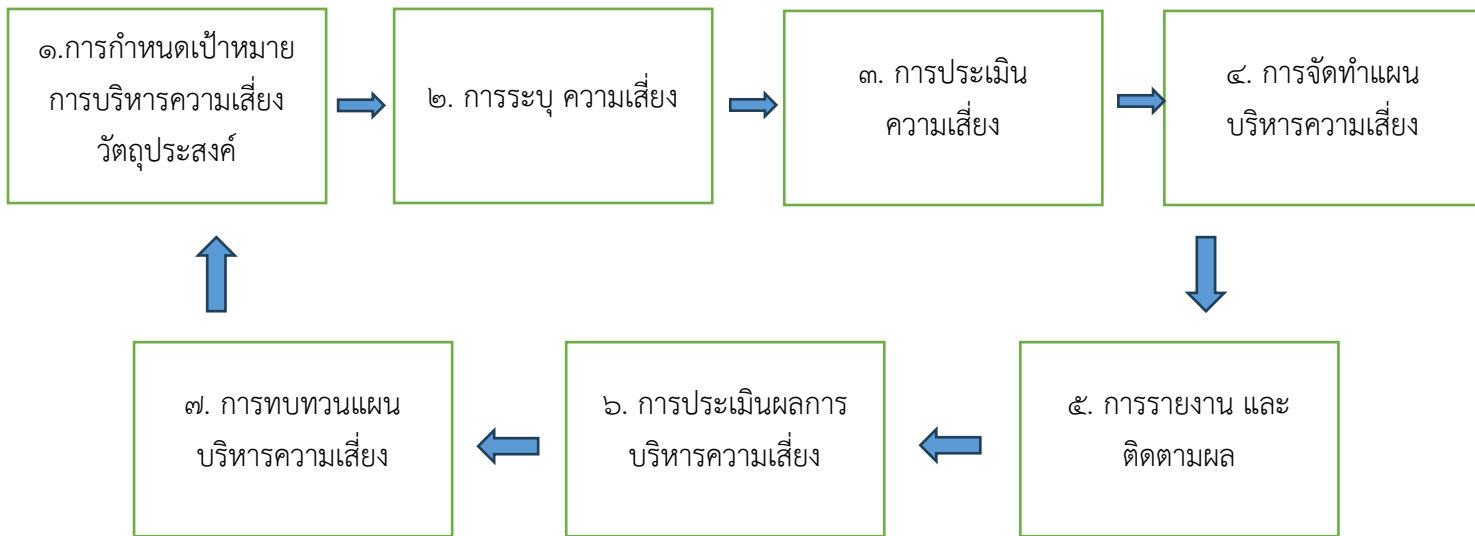 ๑.การกำหนดเป้าหมาย
การบริหารความเสี่ยง
วัตถุประสงค์
๒. การระบุ ความเสี่ยง
๓. การประเมิน
ความเสี่ยง
๔. การจัดทำแผน
บริหารความเสี่ยง
๕. การรายงาน และ
ติดตามผล
๖. การประเมินผลการ
บริหารความเสี่ยง
๗. การทบทวนแผน
บริหารความเสี่ยง